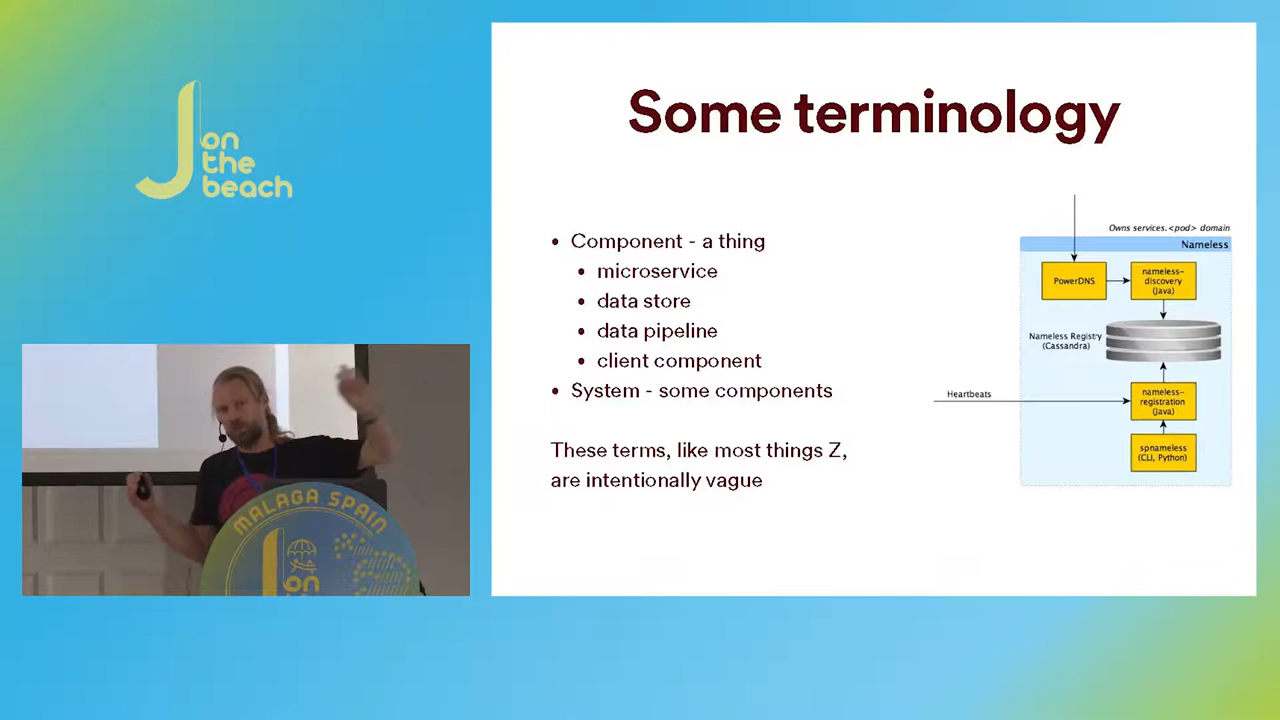 J on
the
beach
MALAGA SPAIN
on
Some terminology
• Component - a thing
• microservice
• data store
• data pipeline
• client component
• System - some components
These terms, like most things Z,
are intentionally vague
Owns services.<pod> domain
Nameless
PowerDNS
nameless-
discovery
(Java)
Nameless Registry
(Cassandra)
Heartbeats
nameless-
registration
(Java)
spnameless
(CLI, Python)